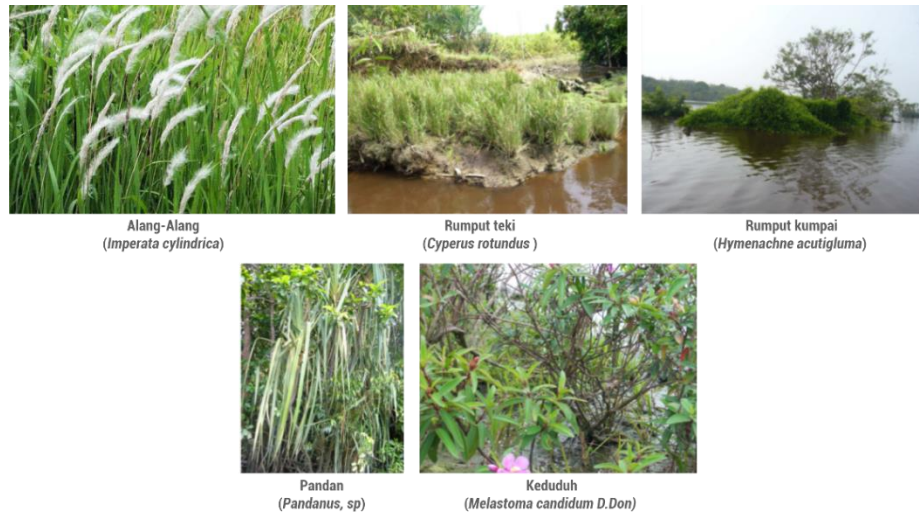 Alang-Alang
(Imperata cylindrica)
Rumput teki
(Cyperus rotundus )
Rumput kumpai
(Hymenachne acutigluma)
Pandan
(Pandanus, sp)
Keduduh
(Melastoma candidum D.Don)